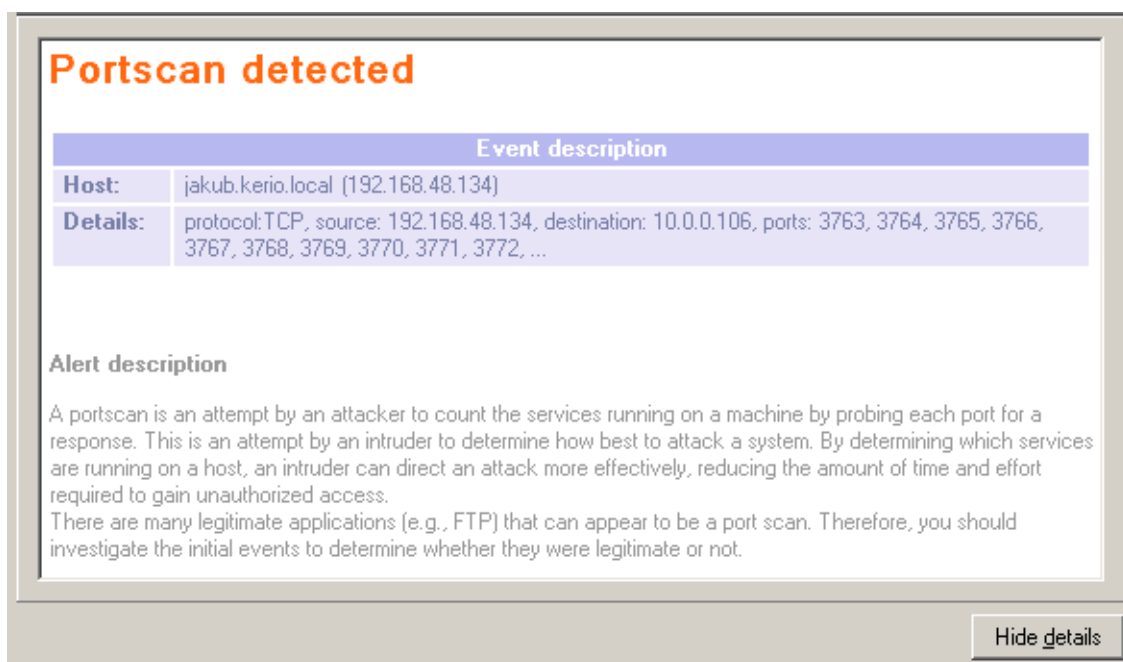 Portscan detected
Event description
Host: jakub.kerio.local (192.168.48.134)
Details: protocol:TCP, source: 192.168.48.134, destination: 10.0.0.106, ports: 3763, 3764, 3765, 3766,
3767, 3768, 3769, 3770, 3771, 3772, ...
Alert description
A portscan is an attempt by an attacker to count the services running on a machine by probing each port for a
response. This is an attempt by an intruder to determine how best to attack a system. By determining which services
are running on a host, an intruder can direct an attack more effectively, reducing the amount of time and effort
required to gain unauthorized access.
There are many legitimate applications (e.g., FTP) that can appear to be a port scan. Therefore, you should
investigate the initial events to determine whether they were legitimate or not.
Hide details